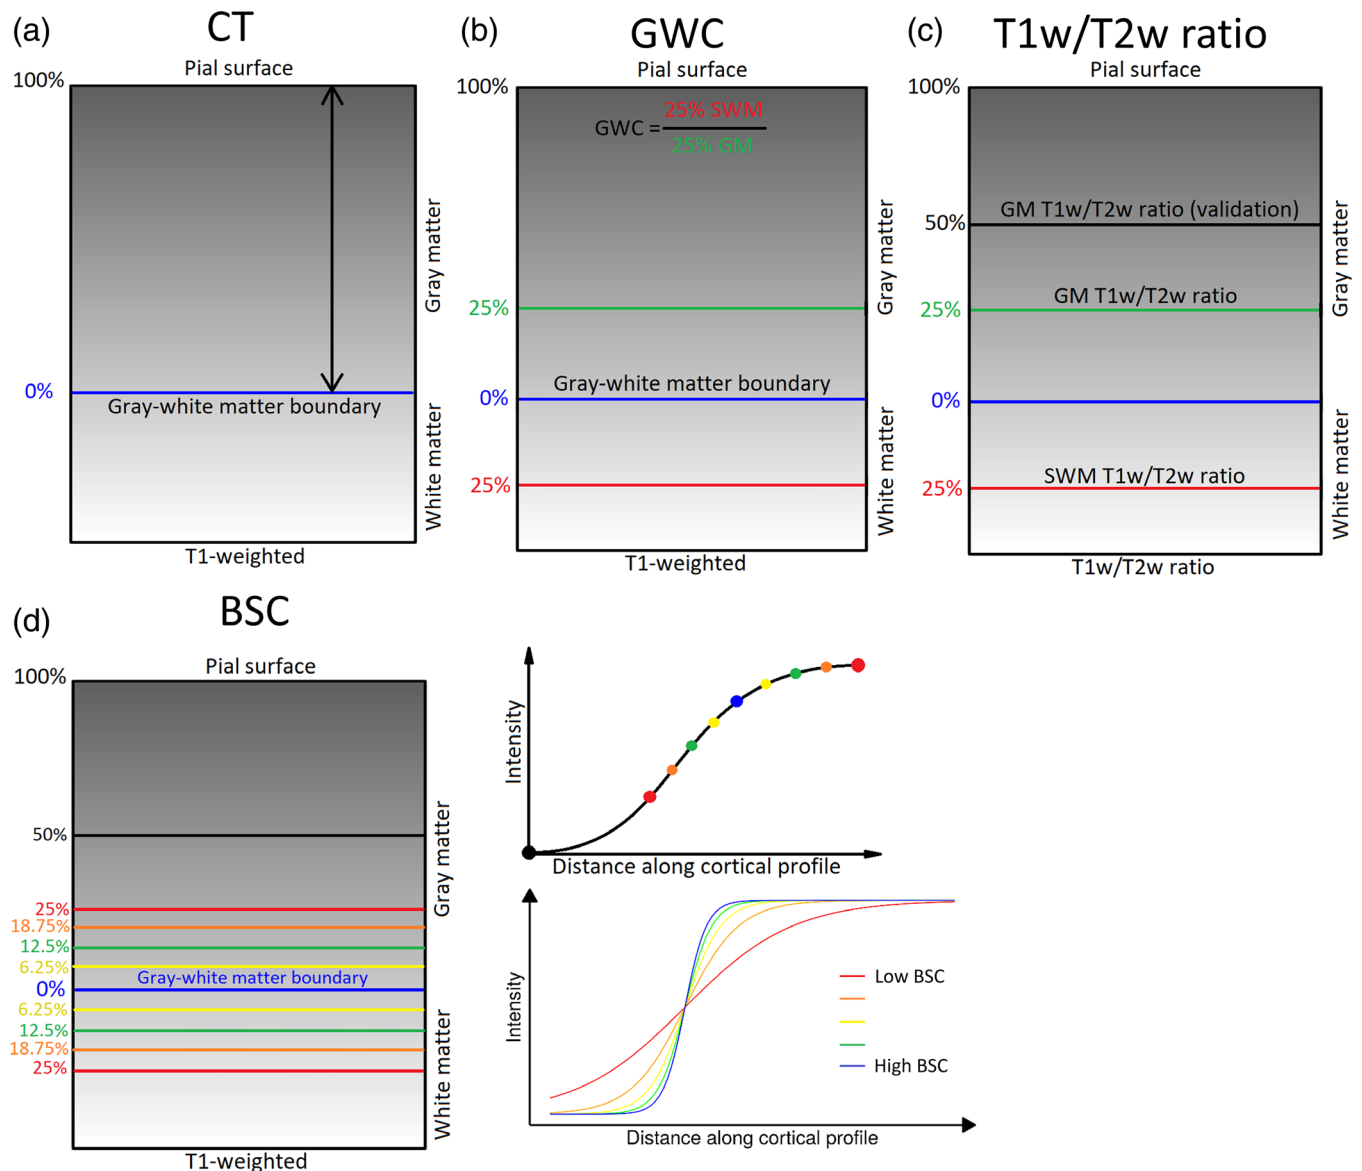 (a)
CT
Pial surface
100%
Gray matter
0%
Gray-white matter boundary
White matter
T1-weighted
(b)
GWC
Pial surface
100%
GWC = 25% SWM
25% GM
Gray matter
25%
Gray-white matter boundary
0%
White matter
25%
T1-weighted
(c)
T1w/T2w ratio
Pial surface
100%
GM T1w/T2w ratio (validation)
50%
Gray matter
GM T1w/T2w ratio
25%
0%
White matter
SWM T1w/T2w ratio
25%
T1w/T2w ratio
(d)
BSC
Pial surface
100%
50%
Gray matter
25%
18.75%
12.5%
6.25%
Gray-white matter boundary
0%
6.25%
12.5%
18.75%
25%
White matter
T1-weighted
Intensity
Distance along cortical profile
Intensity
Low BSC
High BSC
Distance along cortical profile